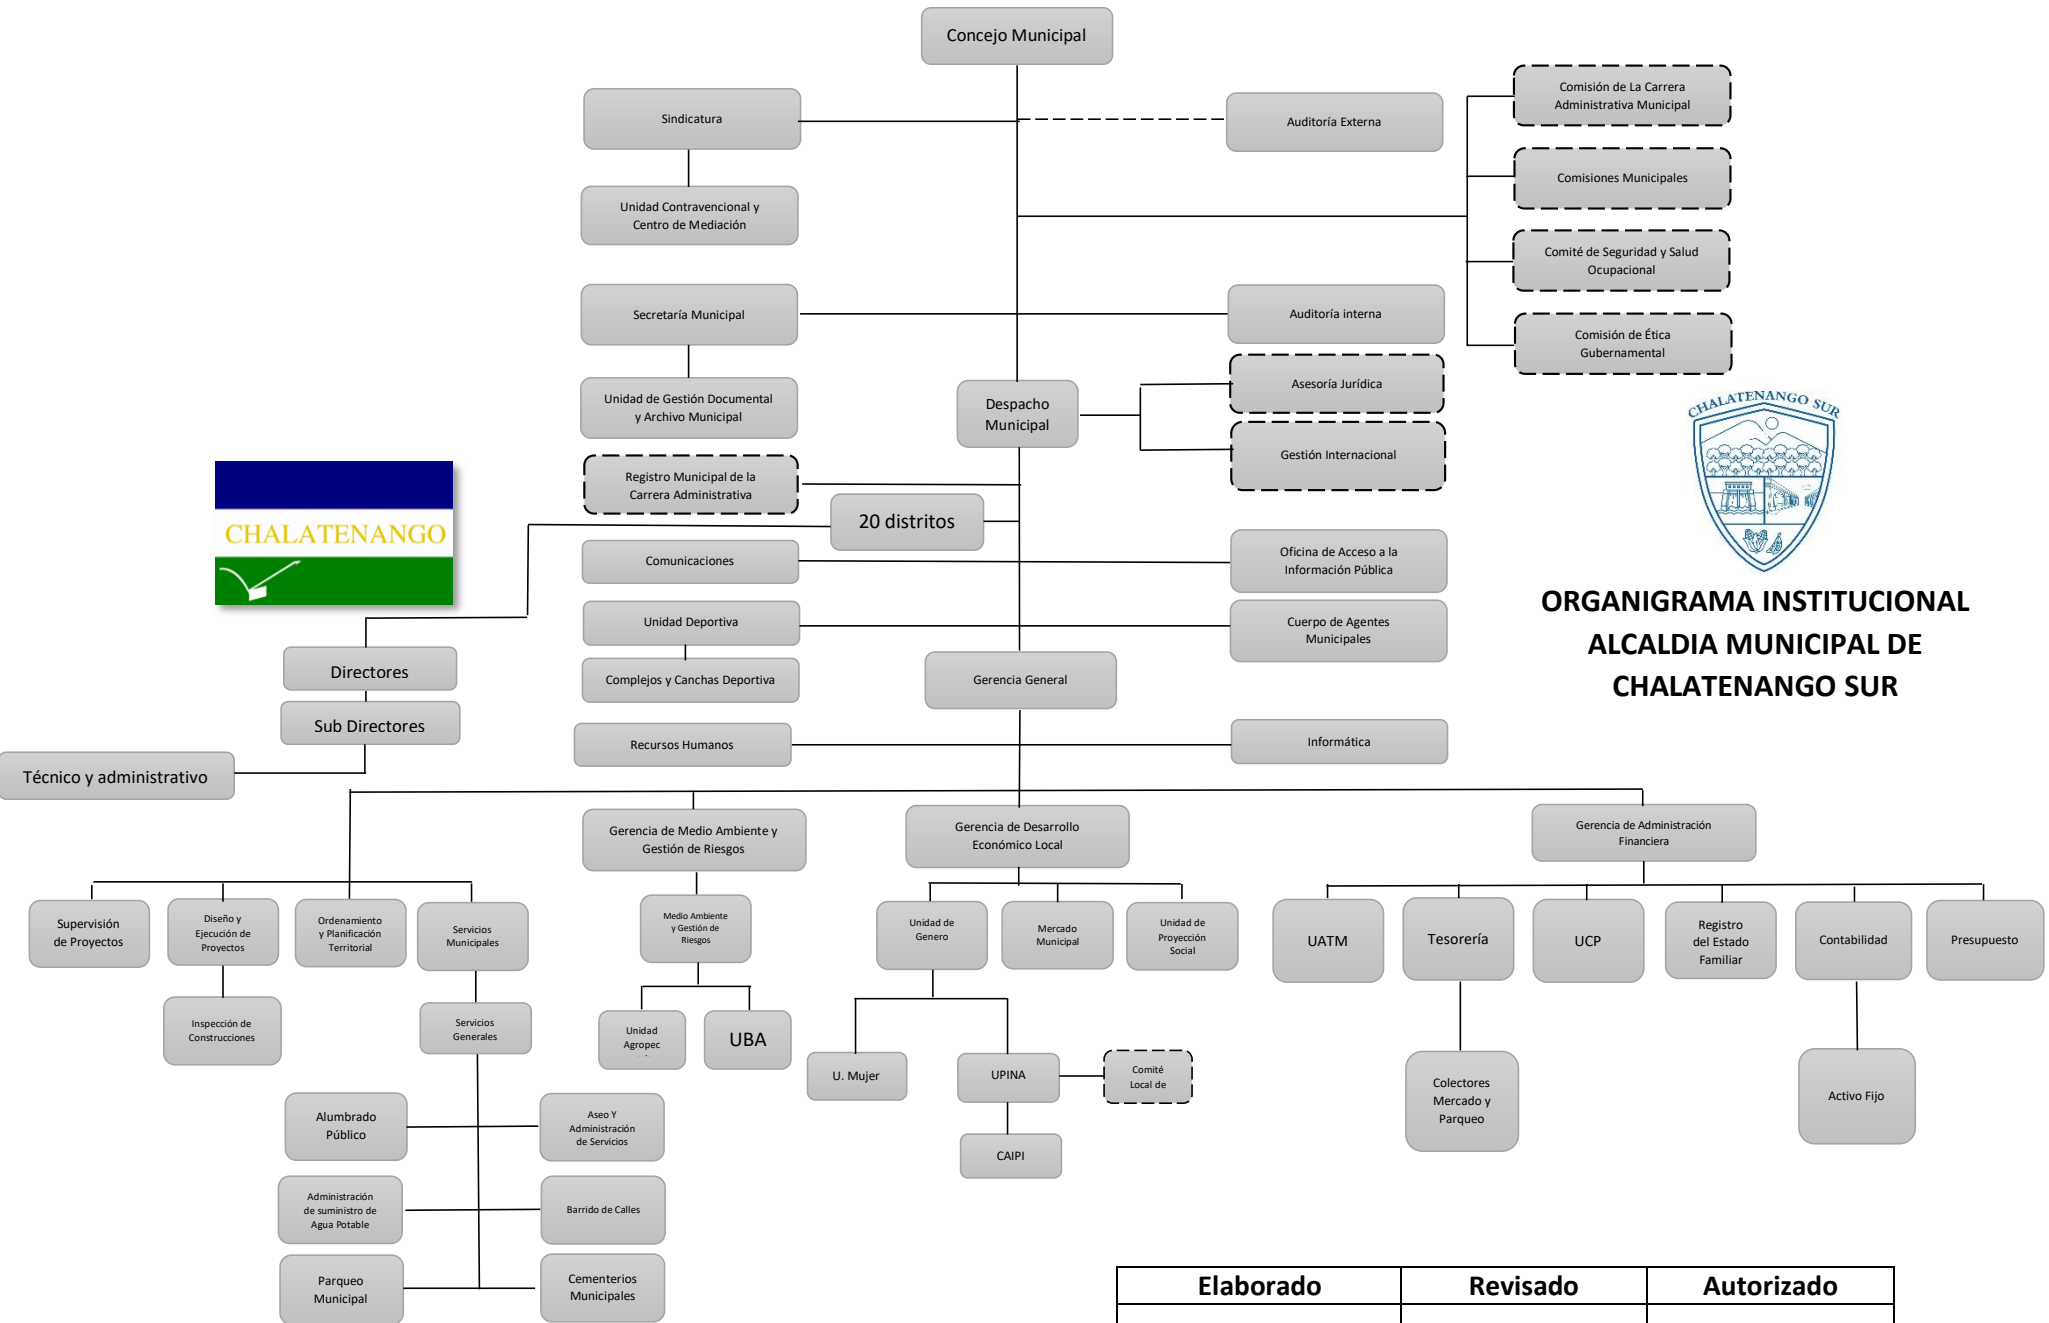 Concejo Municipal
Sindicatura
Auditoría Externa
Comisión de La Carrera
Administrativa Municipal
Unidad Contravencional y
Centro de Mediación
Comisiones Municipales
Comité de Seguridad y Salud
Ocupacional
Secretaría Municipal
Auditoría interna
Comisión de Ética
Gubernamental
Unidad de Gestión Documental
y Archivo Municipal
Despacho
Municipal
Asesoría Jurídica
Gestión Internacional
CHALATENANGO SUR
Registro Municipal de la
Carrera Administrativa
20 distritos
CHALATENANGO
Comunicaciones
Oficina de Acceso a la
Información Pública
ORGANIGRAMA INSTITUCIONAL
ALCALDIA MUNICIPAL DE
CHALATENANGO SUR
Unidad Deportiva
Cuerpo de Agentes
Municipales
Directores
Complejos y Canchas Deportiva
Gerencia General
Sub Directores
Recursos Humanos
Informática
Técnico y administrativo
Gerencia de Medio Ambiente y
Gestión de Riesgos
Gerencia de Desarrollo
Económico Local
Gerencia de Administración
Financiera
Supervisión
de Proyectos
Diseño y
Ejecución de
Proyectos
Ordenamiento
y Planificación
Territorial
Servicios
Municipales
Medio Ambiente
y Gestión de
Riesgos
Unidad de
Genero
Mercado
Municipal
Unidad de
Proyección
Social
UATM
Tesorería
UCP
Registro
del Estado
Familiar
Contabilidad
Presupuesto
Inspección de
Construcciones
Servicios
Generales
Unidad
Agropec
UBA
U. Mujer
UPINA
Comité
Local de
Colectores
Mercado y
Parqueo
Activo Fijo
Alumbrado
Público
Aseo Y
Administración
de Servicios
CAIPI
Administración
de suministro de
Agua Potable
Barrido de Calles
Parqueo
Municipal
Cementerios
Municipales
Elaborado Revisado Autorizado